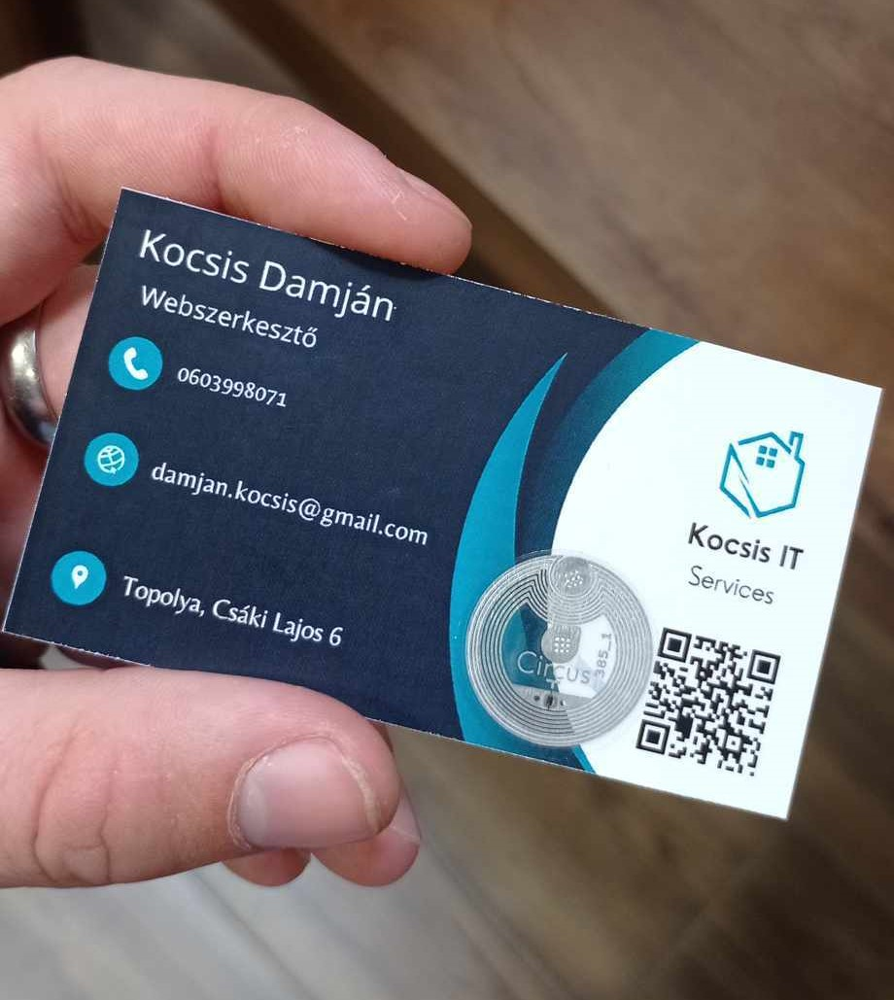 Kocsis Damján
Webszerkesztő
0603998071
damjan.kocsis@gmail.com
Topolya, Csáki Lajos 6
Kocsis IT
Services
Circus
385_1